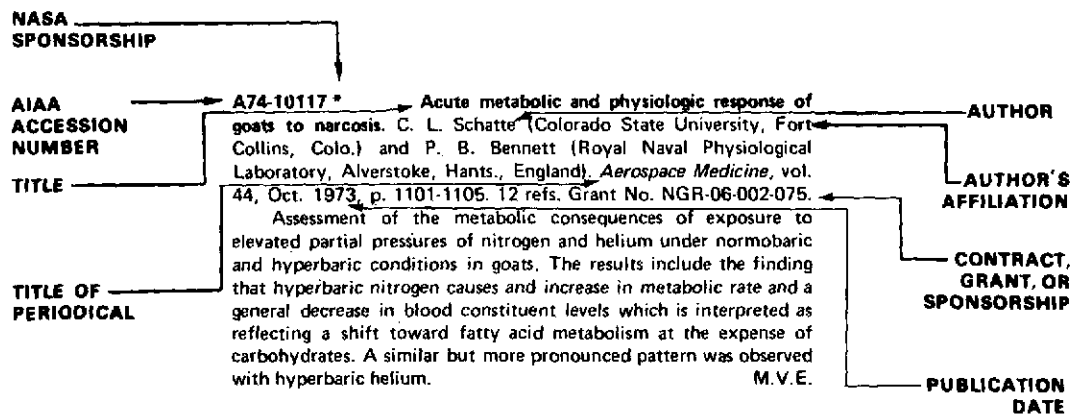 NASA
SPONSORSHIP
AIAA
ACCESSION
NUMBER
TITLE
TITLE OF
PERIODICAL
A74-10117 * Acute metabolic and physiologic response of
goats to narcosis. C. L. Schatte (Colorado State University, Fort
Collins, Colo.) and P. B. Bennett (Royal Naval Physiological
Laboratory, Alverstoke, Hants., England). Aerospace Medicine, vol.
44, Oct. 1973, p. 1101-1105. 12 refs. Grant No. NGR-06-002-075.
Assessment of the metabolic consequences of exposure to
elevated partial pressures of nitrogen and helium under normobaric
and hyperbaric conditions in goats. The results include the finding
that hyperbaric nitrogen causes and increase in metabolic rate and a
general decrease in blood constituent levels which is interpreted as
reflecting a shift toward fatty acid metabolism at the expense of
carbohydrates. A similar but more pronounced pattern was observed
with hyperbaric helium. M.V.E.
AUTHOR
AUTHOR'S
AFFILIATION
CONTRACT,
GRANT, OR
SPONSORSHIP
PUBLICATION
DATE